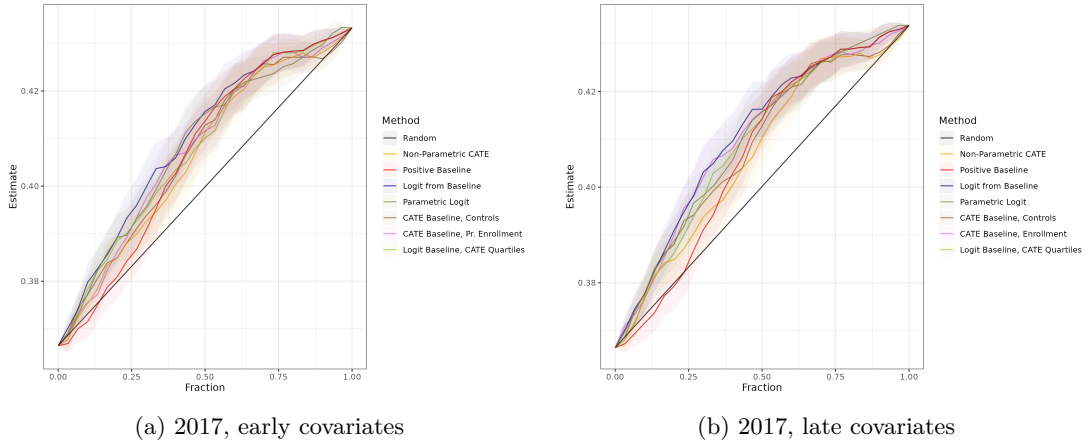 Estimate
0.42
0.40
0.38
0.00
0.25
0.50
0.75
1.00
Fraction
Method
Random
Non-Parametric CATE
Positive Baseline
Logit from Baseline
Parametric Logit
CATE Baseline, Controls
CATE Baseline, Pr. Enrollment
Logit Baseline, CATE Quartiles
(a) 2017, early covariates
Estimate
0.42
0.40
0.38
0.00
0.25
0.50
0.75
1.00
Fraction
Method
Random
Non-Parametric CATE
Positive Baseline
Logit from Baseline
Parametric Logit
CATE Baseline, Controls
CATE Baseline, Enrollment
Logit Baseline, CATE Quartiles
(b) 2017, late covariates